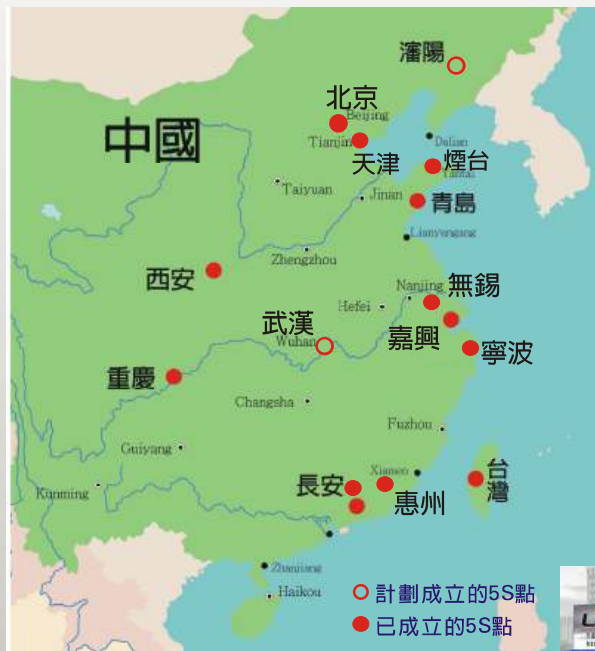 瀋陽
北京
Beijing
中國
Tianjin
天津
Dalian
煙台
Yantai
Taiyuan
Jinan
青島
Lianyungang
Zhengzhou
西安
Nanjing
無錫
Hefei
武漢
Wuhan
嘉興
寧波
重慶
Changsha
Fuzhou
Guiyang
Xiamen
台灣
長安
惠州
Kunming
Zhanjiang
Haikou
計劃成立的5S點
已成立的5S點